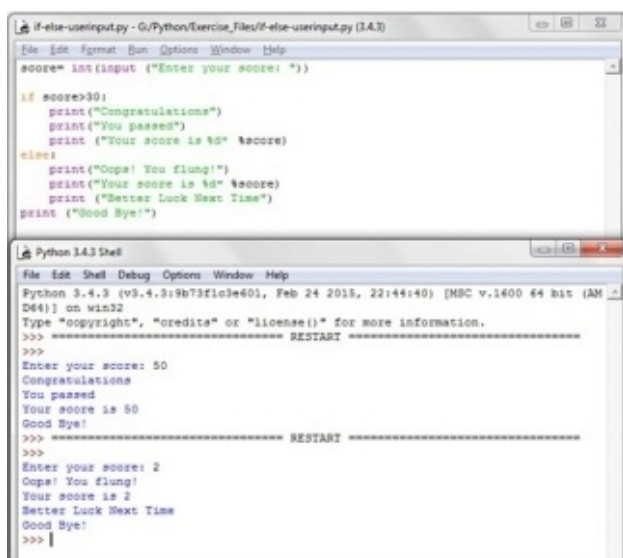 if-else-userinput.py - G:/Python/Exercise_Files/if-else-userinput.py (3.4.3)
File Edit Format Run Options Window Help
score= int(input ("Enter your score: "))
if score>30:
print("Congratulations")
print("You passed")
print ("Your score is %d" %score)
else:
print("Oops! You flung!")
print("Your score is %d" %score)
print ("Better Luck Next Time")
print ("Good Bye!")
Python 3.4.3 Shell
File Edit Shell Debug Options Window Help
Python 3.4.3 (v3.4.3:9b73f1c3e601, Feb 24 2015, 22:44:40) [MSC v.1600 64 bit (AM
D64)] on win32
Type "copyright", "credits" or "license()" for more information.
>>> ================================ RESTART ================================
>>>
Enter your score: 50
Congratulations
You passed
Your score is 50
Good Bye!
>>> ================================ RESTART ================================
>>>
Enter your score: 2
Oops! You flung!
Your score is 2
Better Luck Next Time
Good Bye!
>>>